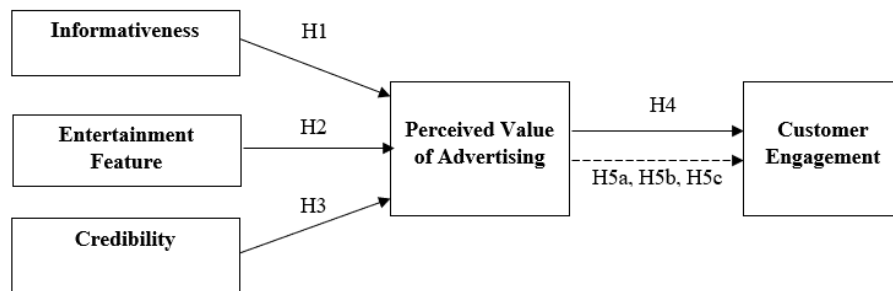 Informativeness
H1
Entertainment
Feature
H2
Credibility
H3
Perceived Value
of Advertising
H4
H5a, H5b, H5c
Customer
Engagement